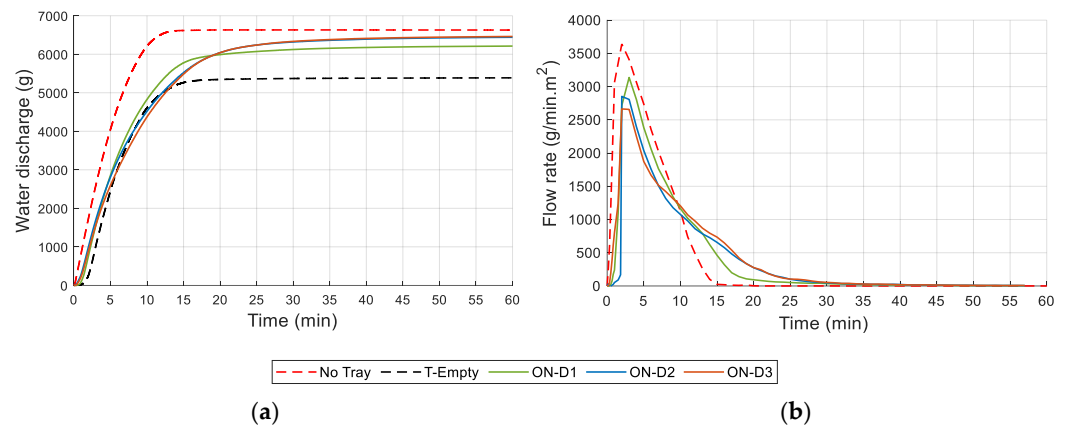 7000
6000
5000
4000
3000
2000
1000
0
Water discharge (g)
0 5 10 15 20 25 30 35 40 45 50 55 60
Time (min)
4000
3500
3000
2500
2000
1500
1000
500
0
Flow rate (g/min.m²)
0 5 10 15 20 25 30 35 40 45 50 55 60
Time (min)
No Tray T-Empty ON-D1 ON-D2 ON-D3
(a) (b)